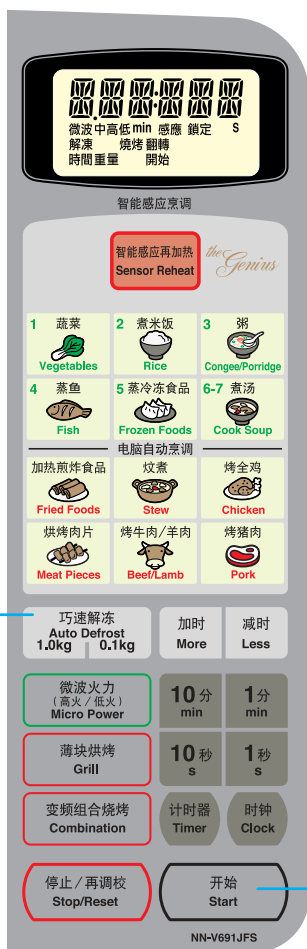 微波中高低min 感應 鎖定 S
解凍 燒烤翻轉
時間重量 開始
智能感应烹调
智能感应再加热
Sensor Reheat
the Genius
1 蔬菜 2 煮米饭 3 粥
Vegetables Rice Congee/Porridge
4 蒸鱼 5 蒸冷冻食品 6-7 煮汤
Fish Frozen Foods Cook Soup
电脑自动烹调
加热煎炸食品 炆煮 烤全鸡
Fried Foods Stew Chicken
烘烤肉片 烤牛肉/羊肉 烤猪肉
Meat Pieces Beef/Lamb Pork
巧速解冻 加时 减时
Auto Defrost More Less
1.0kg 0.1kg
微波火力 10分 1分
(高火/低火) min min
Micro Power
薄块烘烤 10秒 1秒
Grill s s
变频组合烧烤 计时器 时钟
Combination Timer Clock
停止/再调校 开始
Stop/Reset Start
NN-V691JFS